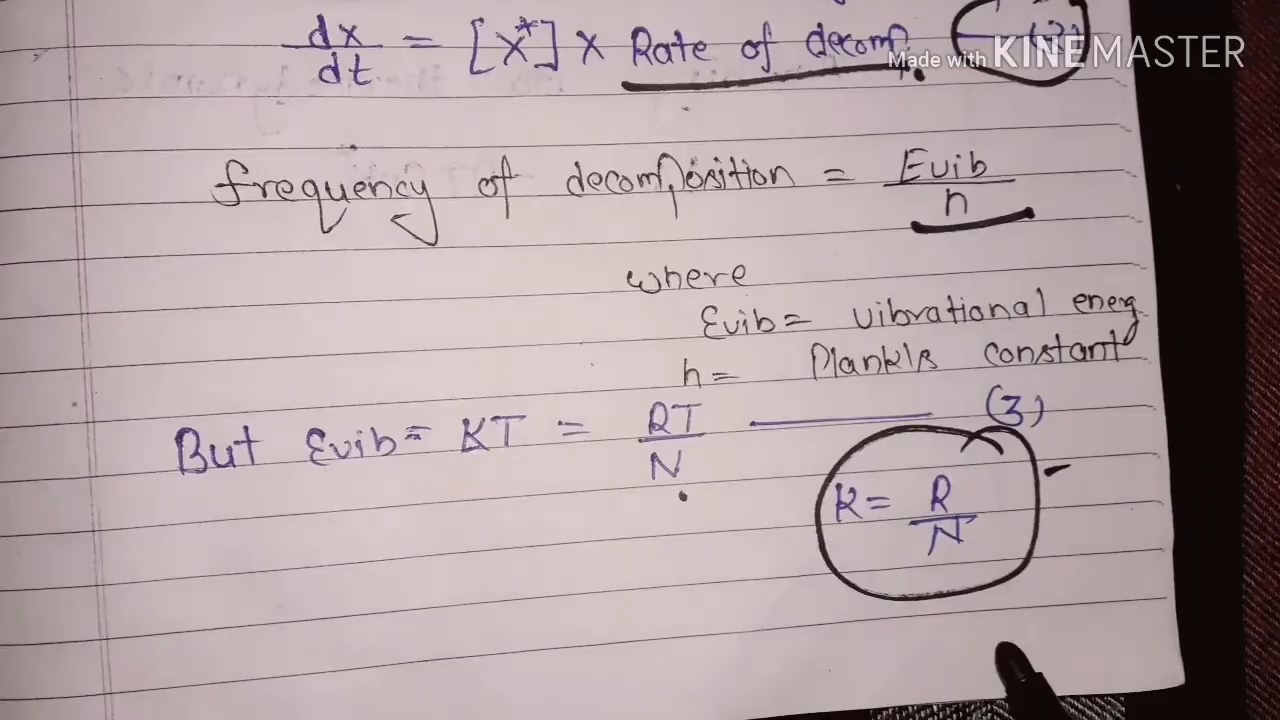 dx/dt = [X*] × Rate of decomp. — (2)
Made with KINEMASTER
frequency of decomposition = Evib/h
where
Evib = vibrational energ
h = Plank's constant
But Evib = KT = RT/N — (3)
K = R/N